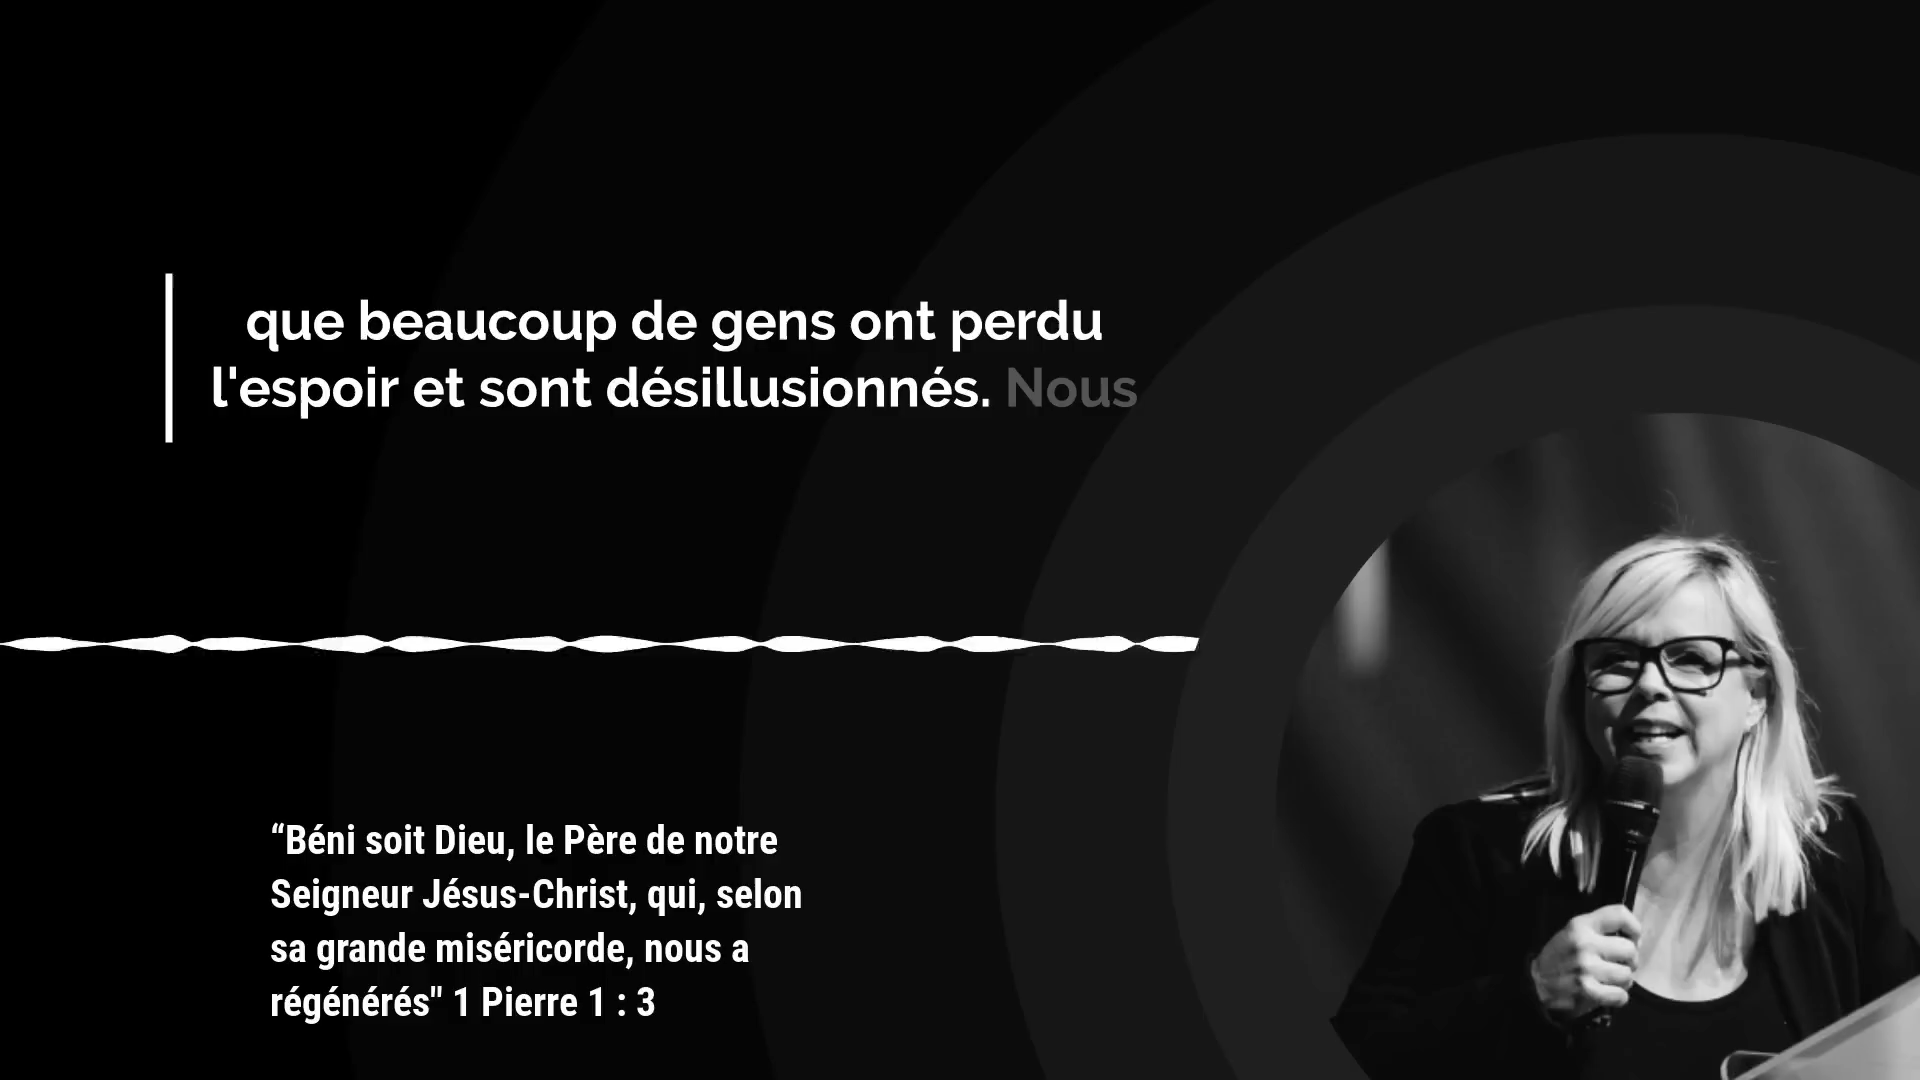 que beaucoup de gens ont perdu
l'espoir et sont désillusionnés. Nous
“Béni soit Dieu, le Père de notre
Seigneur Jésus-Christ, qui, selon
sa grande miséricorde, nous a
régénérés" 1 Pierre 1 : 3